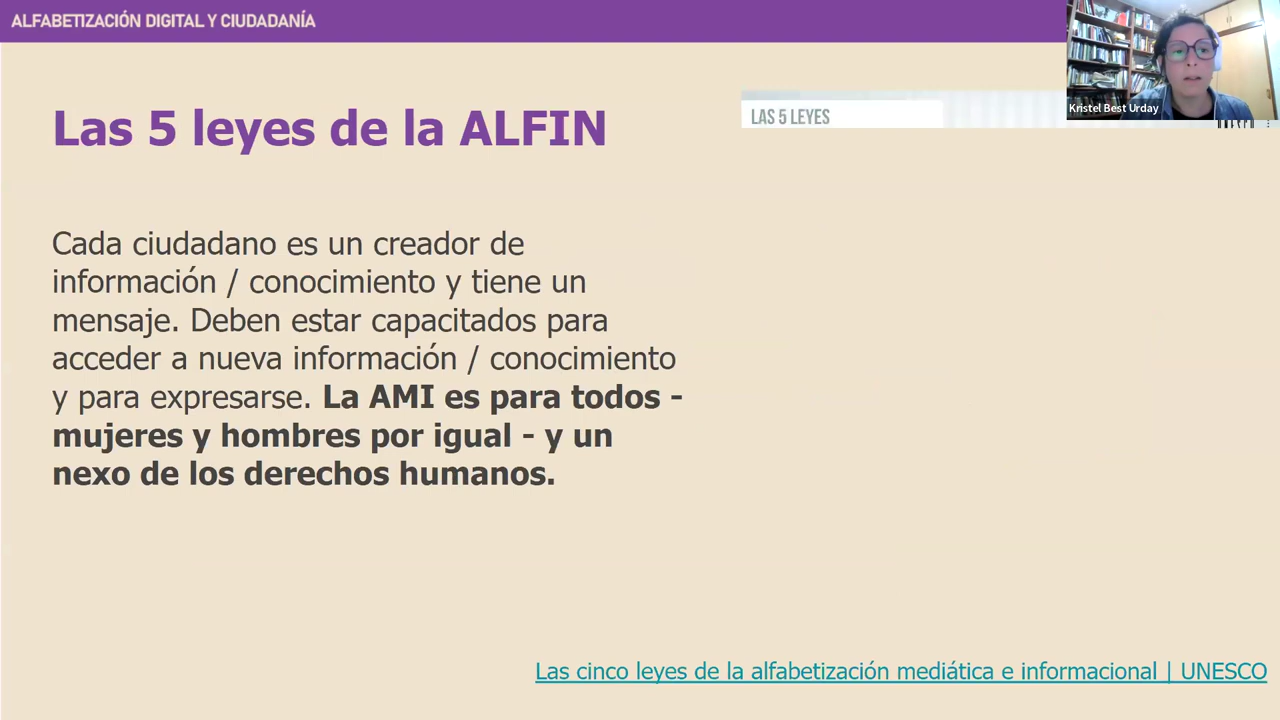 ALFABETIZACIÓN DIGITAL Y CIUDADANÍA
Kristel Best Urday
Las 5 leyes de la ALFIN
LAS 5 LEYES
Cada ciudadano es un creador de
información / conocimiento y tiene un
mensaje. Deben estar capacitados para
acceder a nueva información / conocimiento
y para expresarse. La AMI es para todos -
mujeres y hombres por igual - y un
nexo de los derechos humanos.
Las cinco leyes de la alfabetización mediática e informacional | UNESCO